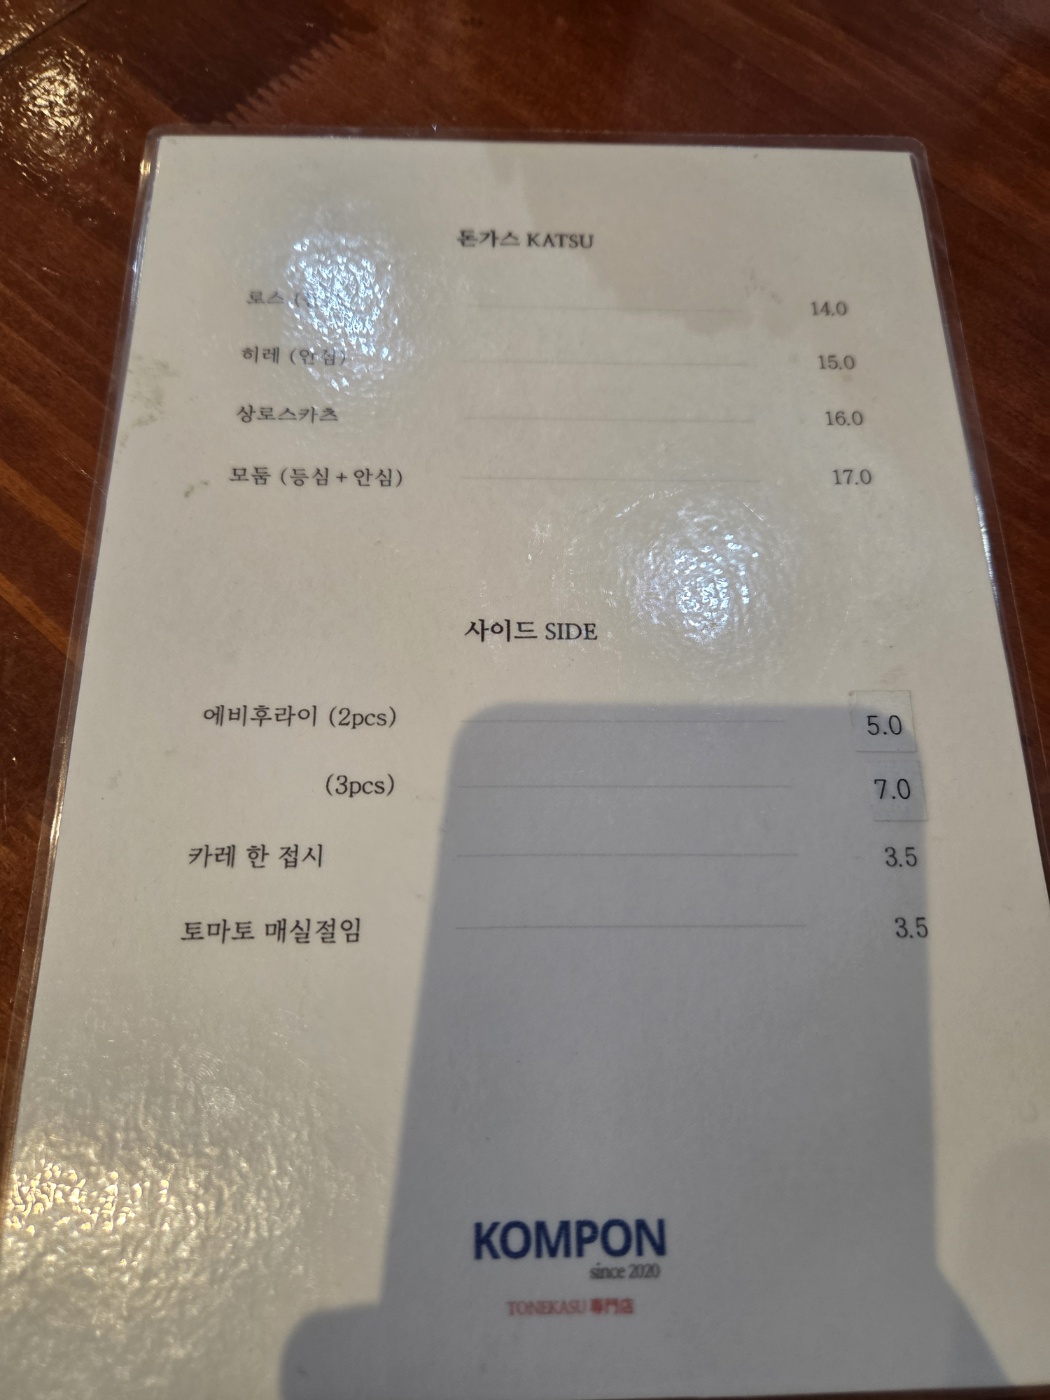 돈가스 KATSU
로스 14.0
히레 (안심) 15.0
상로스카츠 16.0
모둠 (등심 + 안심) 17.0
사이드 SIDE
에비후라이 (2pcs) 5.0
(3pcs) 7.0
카레 한 접시 3.5
토마토 매실절임 3.5
KOMPON
since 2020
TONEKASU 専門店